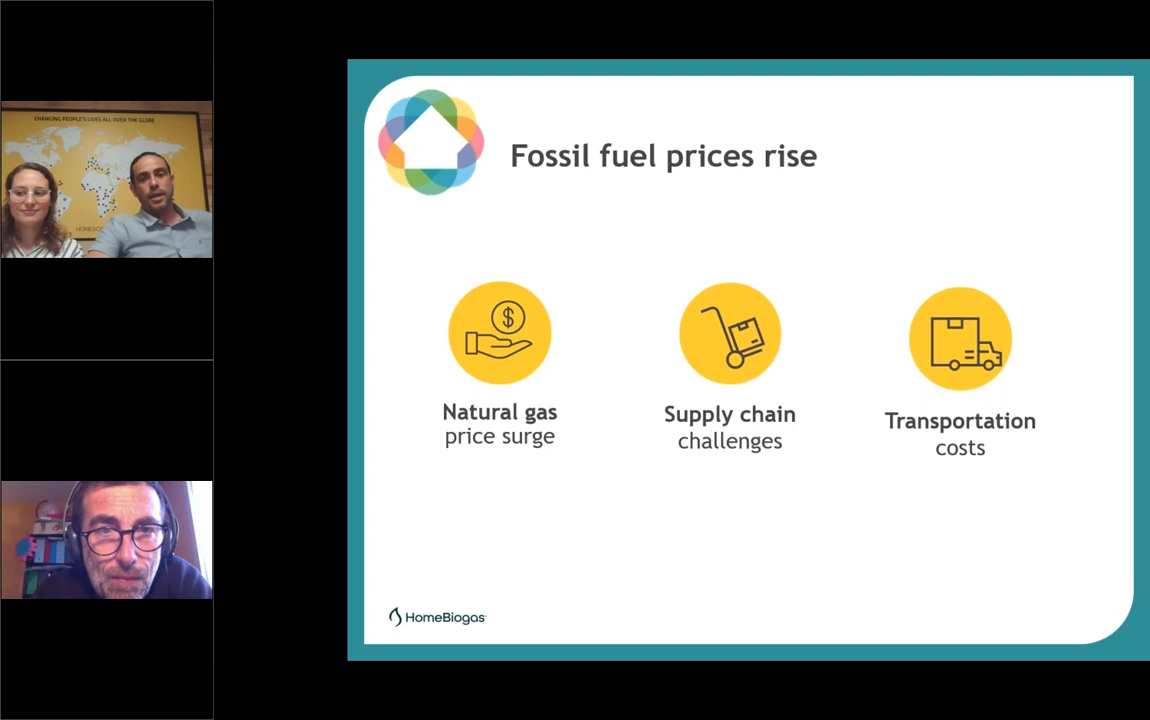 CHANGING PEOPLE'S LIVES ALL OVER THE GLOBE
Fossil fuel prices rise
$
Natural gas
price surge
Supply chain
challenges
Transportation
costs
HomeBiogas